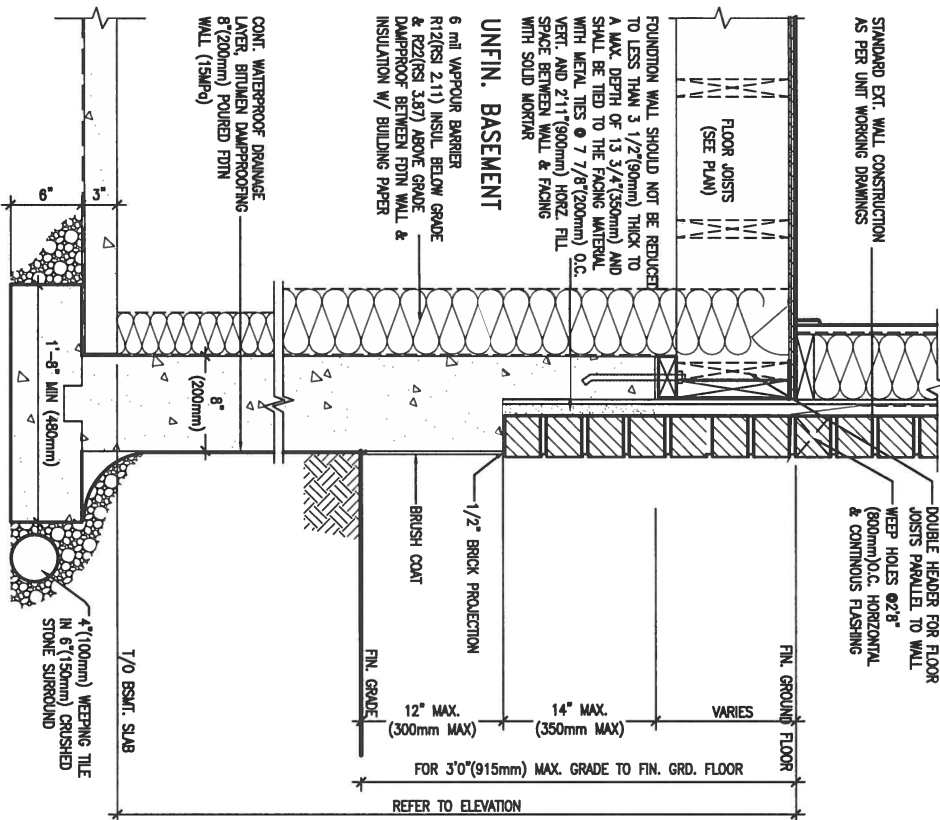 STANDARD EXT. WALL CONSTRUCTION
AS PER UNIT WORKING DRAWINGS
FLOOR JOISTS
(SEE PLAN)
FOUNDTION WALL SHOULD NOT BE REDUCED
TO LESS THAN 3 1/2"(90mm) THICK TO
A MAX. DEPTH OF 13 3/4"(350mm) AND
SHALL BE TIED TO THE FACING MATERIAL
WITH METAL TIES @ 7 7/8"(200mm) O.C.
VERT. AND 2'11"(900mm) HORZ. FILL
SPACE BETWEEN WALL & FACING
WITH SOLID MORTAR
UNFIN. BASEMENT
6 mil VAPPOUR BARRIER
R12(RSI 2.11) INSUL BELOW GRADE
& R22(RSI 3.87) ABOVE GRADE
DAMPPROOF BETWEEN FDTN WALL &
INSULATION W/ BUILDING PAPER
CONT. WATERPROOF DRAINAGE
LAYER, BITUMEN DAMPPROOFING
8"(200mm) POURED FDTN
WALL (15MPa)
3"
6"
8"
(200mm)
1'-8" MIN (480mm)
DOUBLE HEADER FOR FLOOR
JOISTS PARALLEL TO WALL
WEEP HOLES @2'8"
(800mm)O.C. HORIZONTAL
& CONTINOUS FLASHING
1/2" BRICK PROJECTION
BRUSH COAT
4"(100mm) WEEPING TILE
IN 6"(150mm) CRUSHED
STONE SURROUND
FIN. GROUND FLOOR
FIN. GRADE
T/O BSMT. SLAB
VARIES
14" MAX.
(350mm MAX)
12" MAX.
(300mm MAX)
FOR 3'0"(915mm) MAX. GRADE TO FIN. GRD. FLOOR
REFER TO ELEVATION